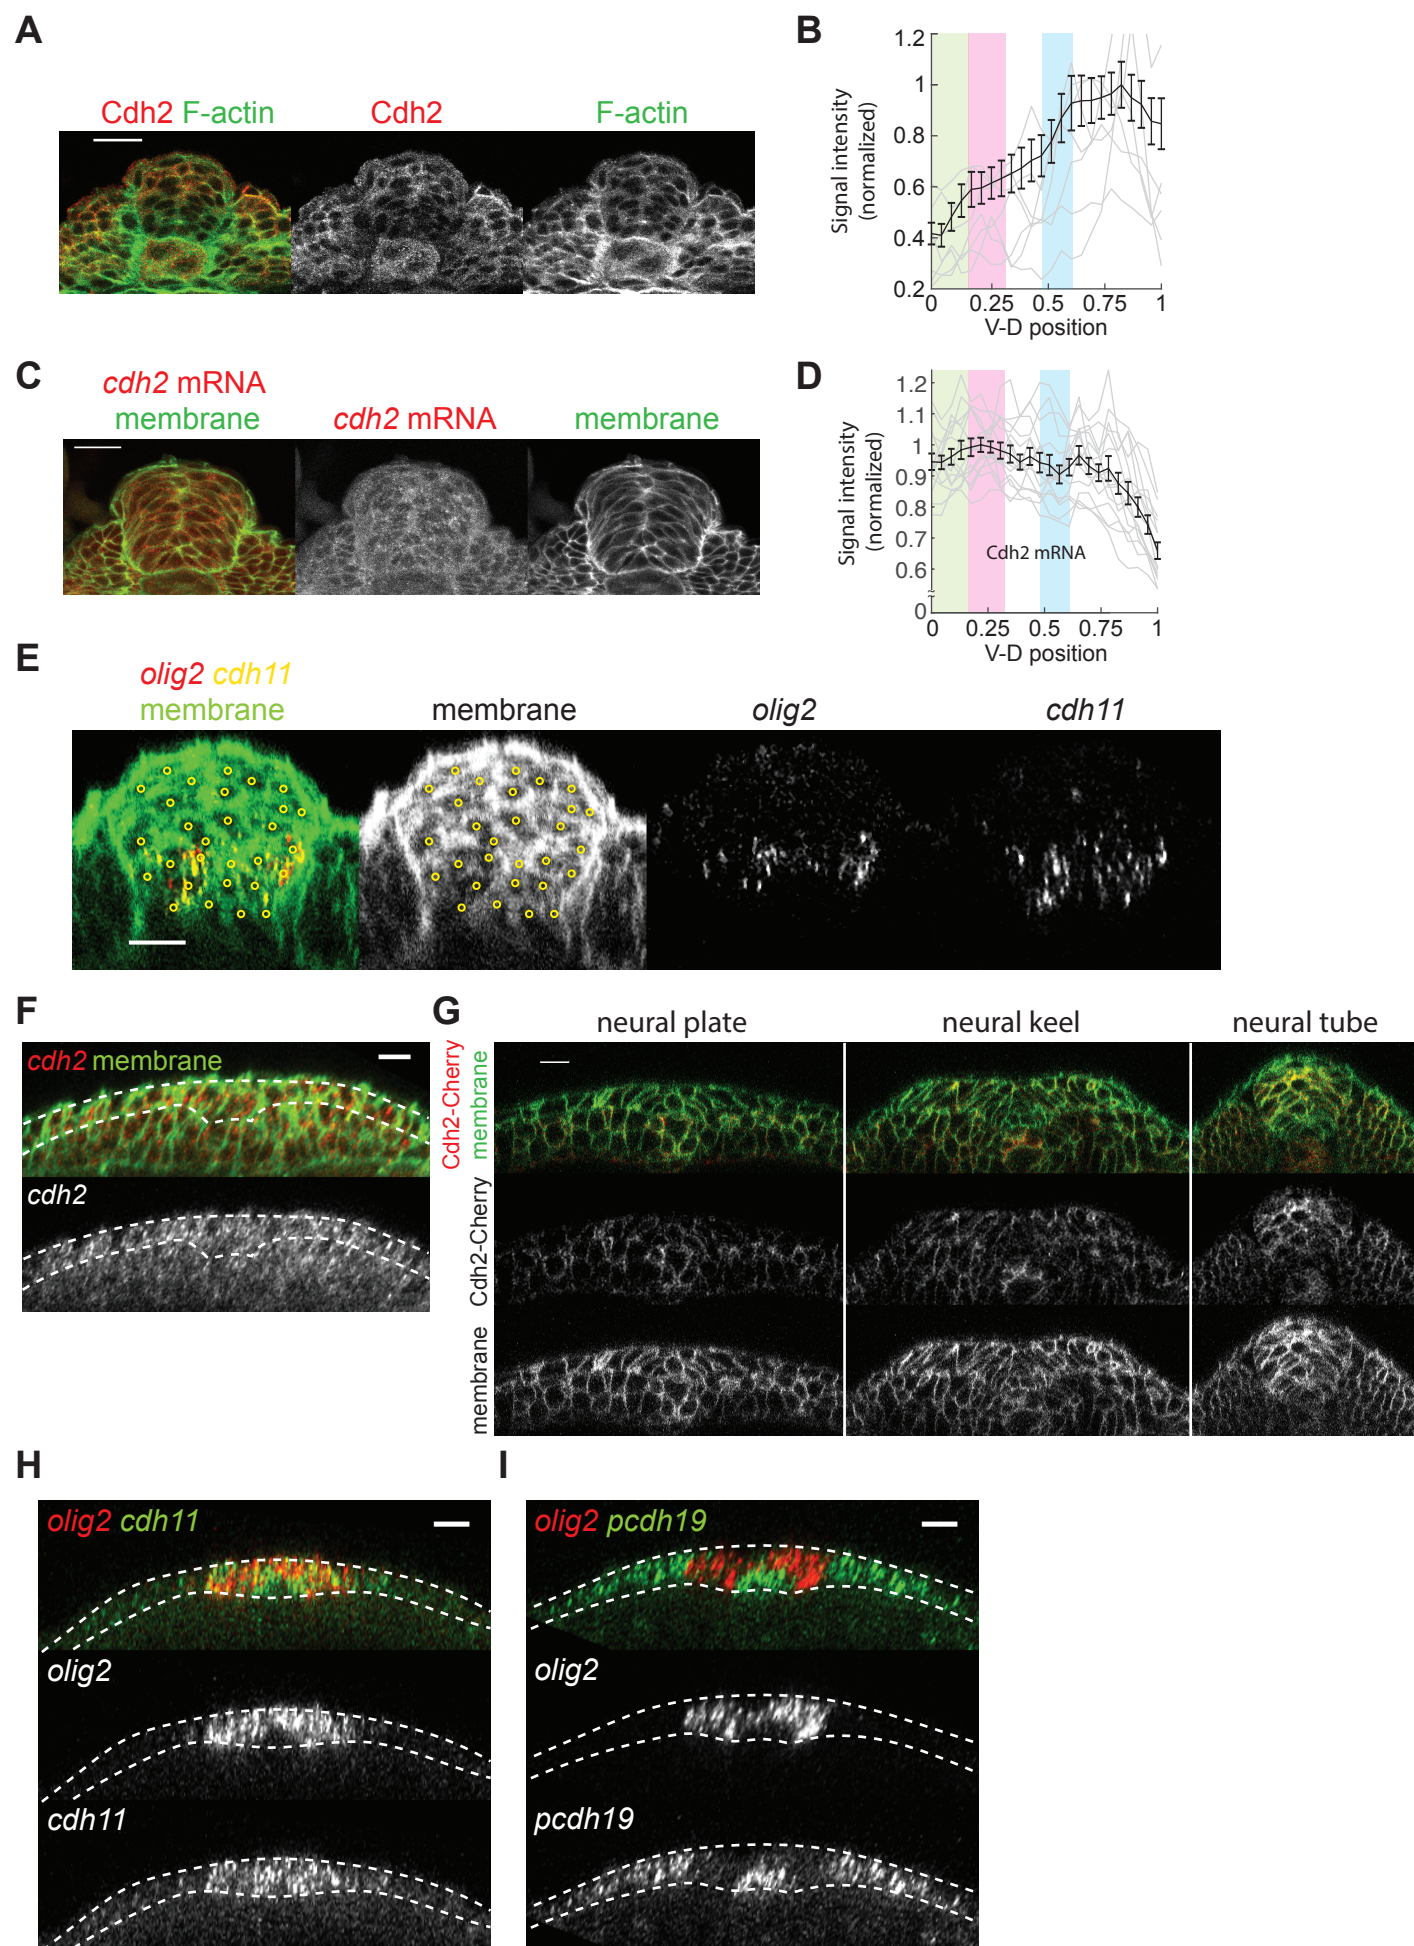 A
Cdh2 F-actin
Cdh2
F-actin
B
Signal intensity
(normalized)
1.2
1
0.8
0.6
0.4
0.2
0
0.25
0.5
0.75
1
V-D position
C
cdh2 mRNA
membrane
cdh2 mRNA
membrane
D
Signal intensity
(normalized)
1.2
1.1
1
0.9
0.8
0.7
0.6
0
Cdh2 mRNA
0
0.25
0.5
0.75
1
V-D position
E
olig2 cdh11
membrane
membrane
olig2
cdh11
F
cdh2 membrane
cdh2
G
neural plate
neural keel
neural tube
Cdh2-Cherry
membrane
Cdh2-Cherry
membrane
H
olig2 cdh11
olig2
cdh11
I
olig2 pcdh19
olig2
pcdh19